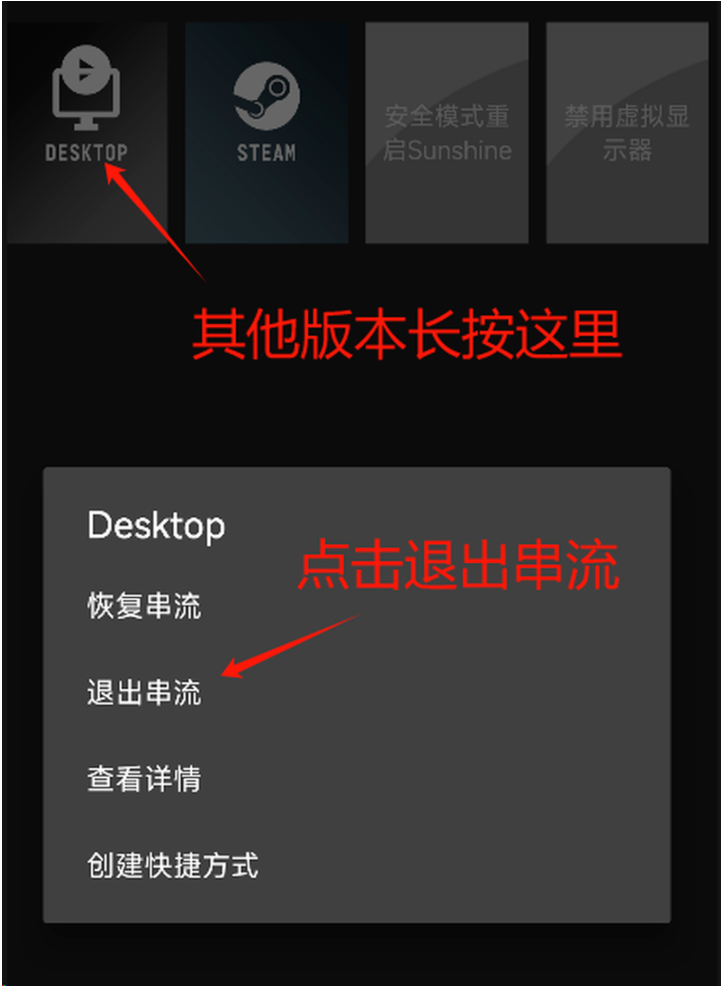 DESKTOP
STEAM
安全模式重
启Sunshine
禁用虚拟显
示器
其他版本长按这里
Desktop
点击退出串流
恢复串流
退出串流
查看详情
创建快捷方式